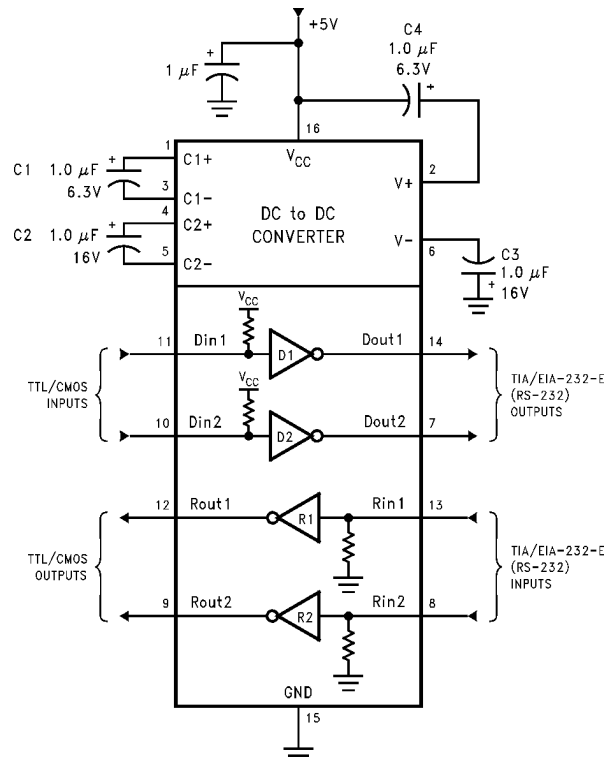 +5V
C4
1.0 μF
6.3V
1 μF
16
VCC
1
C1+
C1 1.0 μF
6.3V
3
C1-
4
C2+
C2 1.0 μF
16V
5
C2-
DC to DC
CONVERTER
V+
2
V-
6
C3
1.0 μF
16V
VCC
11
Din1
D1
Dout1
14
TTL/CMOS
INPUTS
VCC
10
Din2
D2
Dout2
7
TIA/EIA-232-E
(RS-232)
OUTPUTS
12
Rout1
R1
Rin1
13
TTL/CMOS
OUTPUTS
9
Rout2
R2
Rin2
8
TIA/EIA-232-E
(RS-232)
INPUTS
GND
15